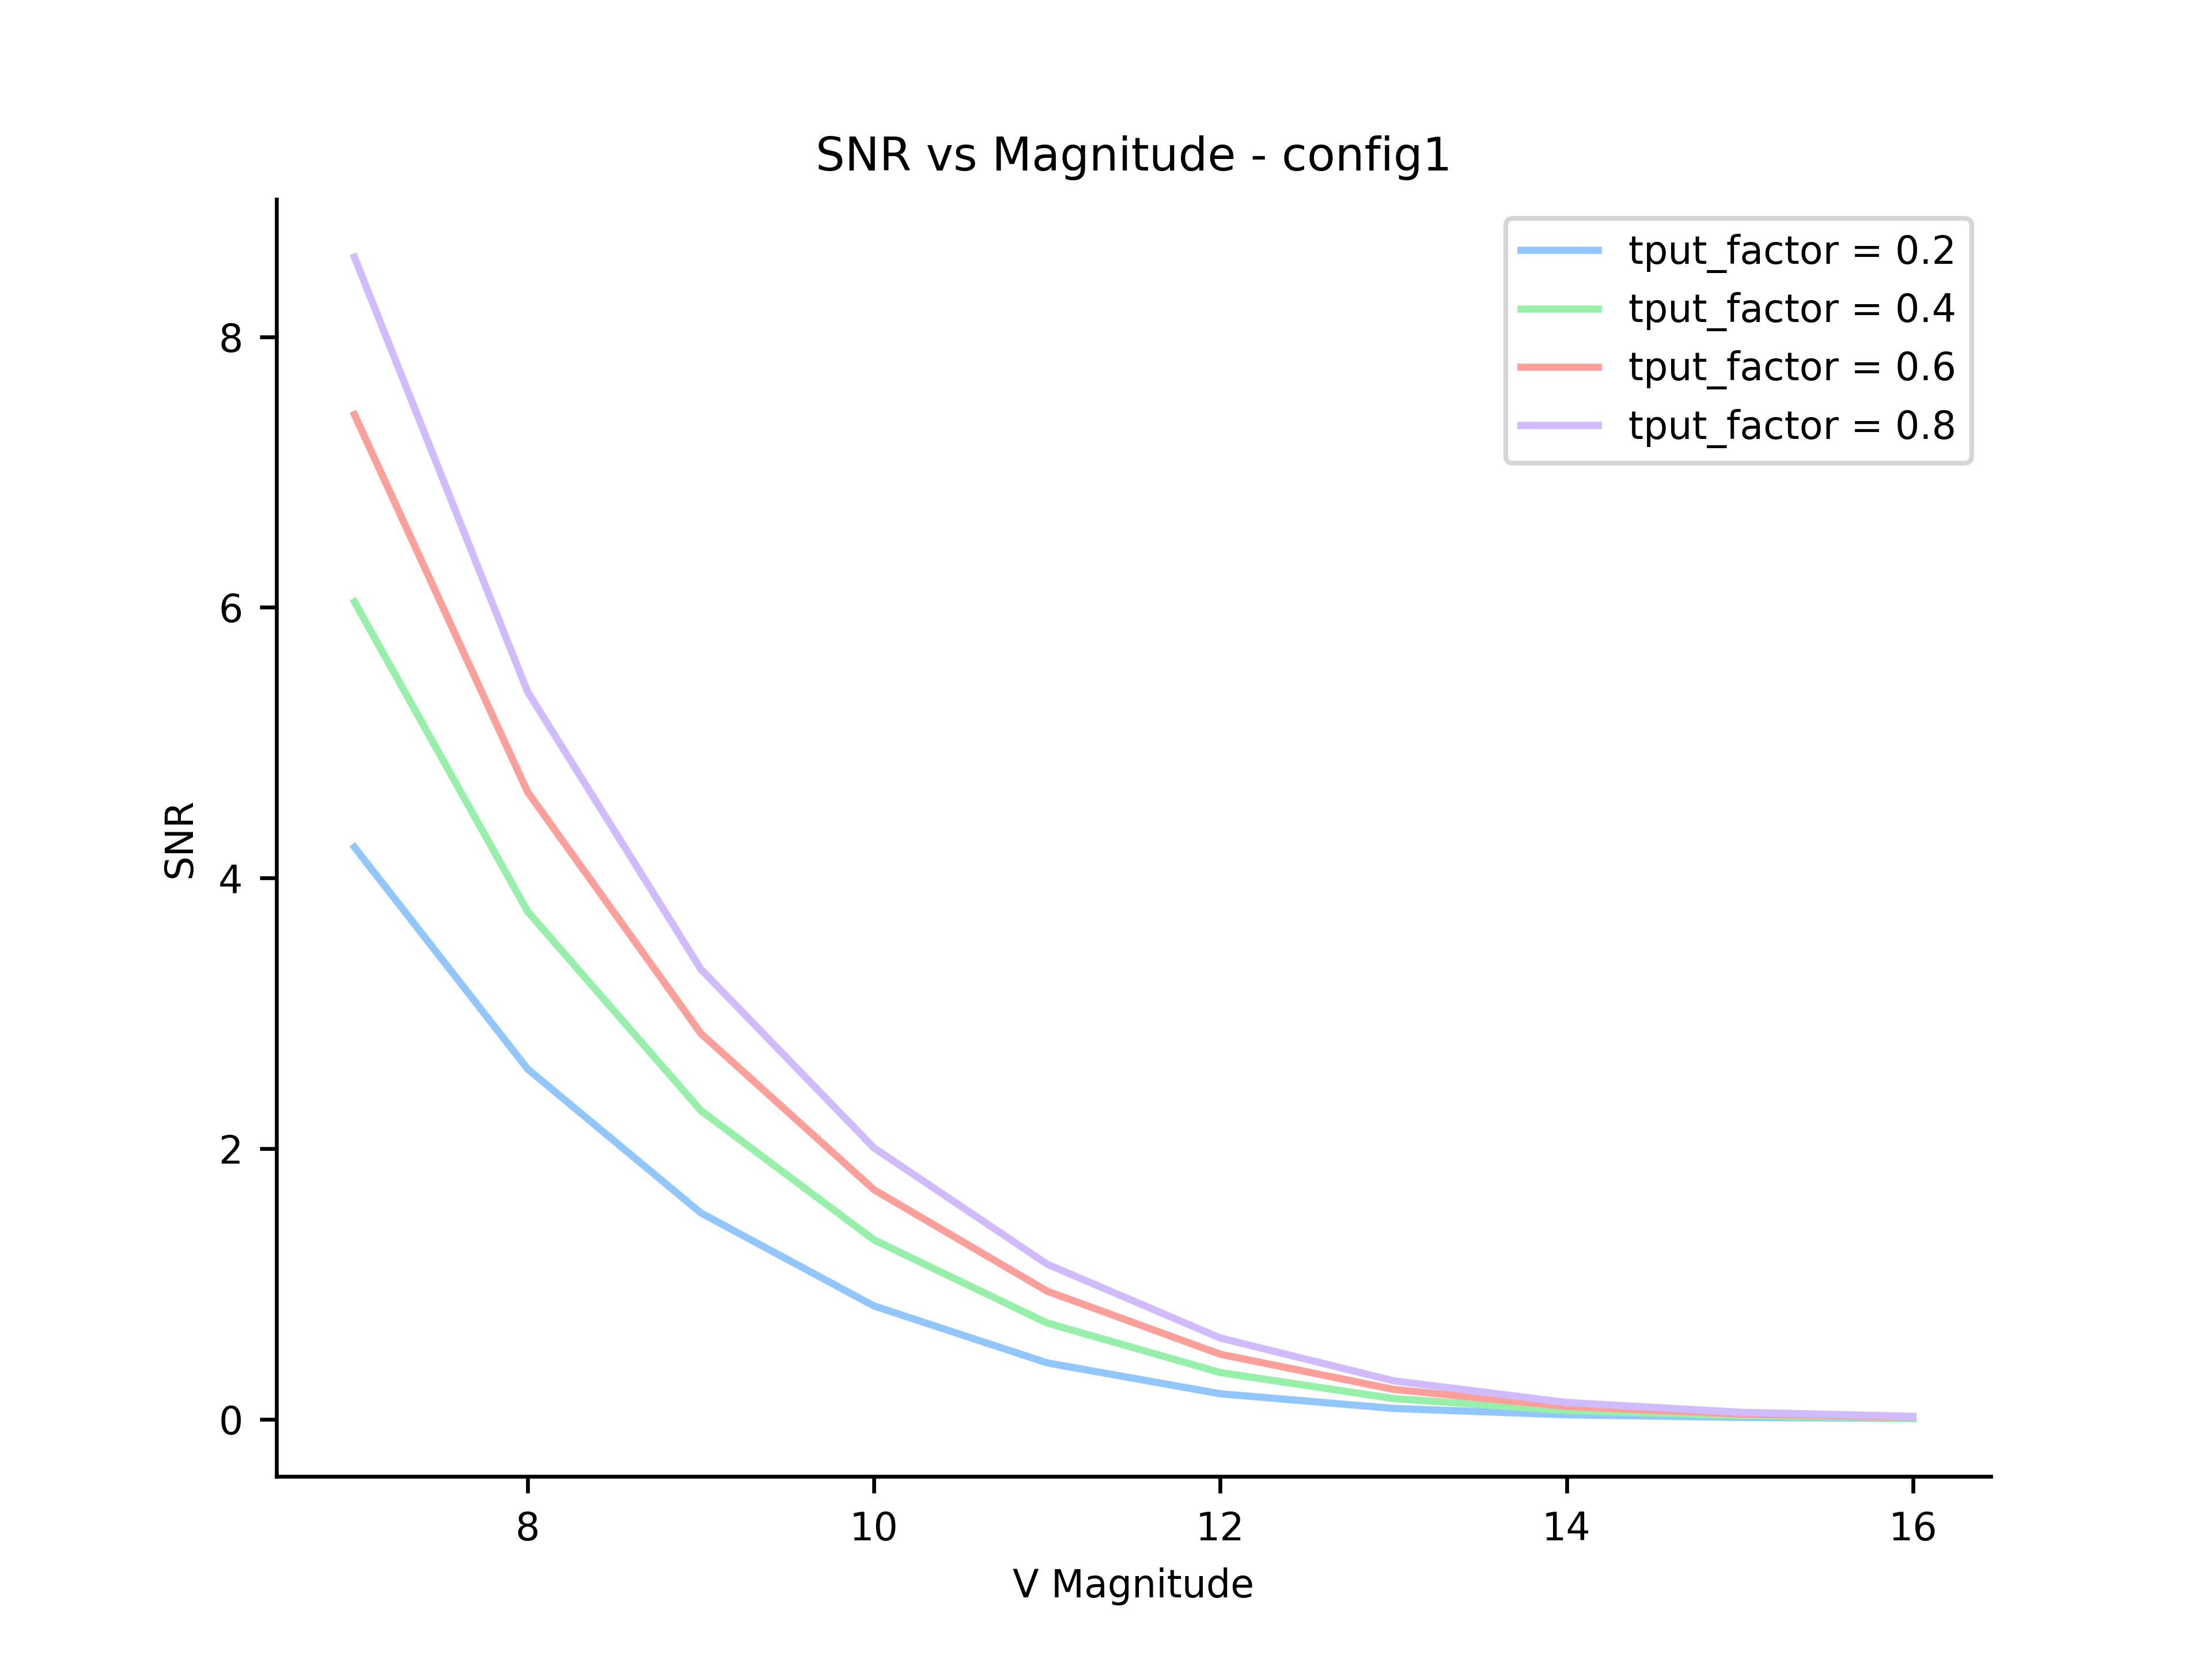 SNR vs Magnitude - config1
tput_factor = 0.2
tput_factor = 0.4
tput_factor = 0.6
tput_factor = 0.8
SNR
8
6
4
2
0
8 10 12 14 16
V Magnitude